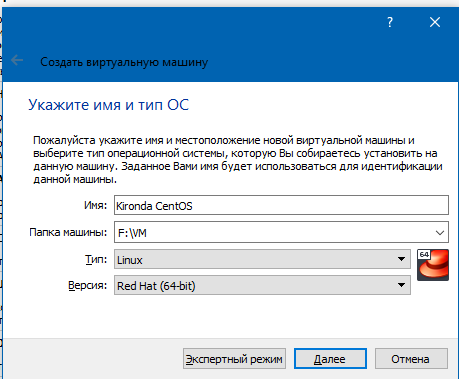 ?
Создать виртуальную машину
Укажите имя и тип ОС
Пожалуйста укажите имя и местоположение новой виртуальной машины и
выберите тип операционной системы, которую Вы собираетесь установить на
данную машину. Заданное Вами имя будет использоваться для идентификации
данной машины.
Имя: Kironda CentOS
Папка машины: F:\VM
Тип: Linux
64
Версия: Red Hat (64-bit)
Экспертный режим Далее Отмена